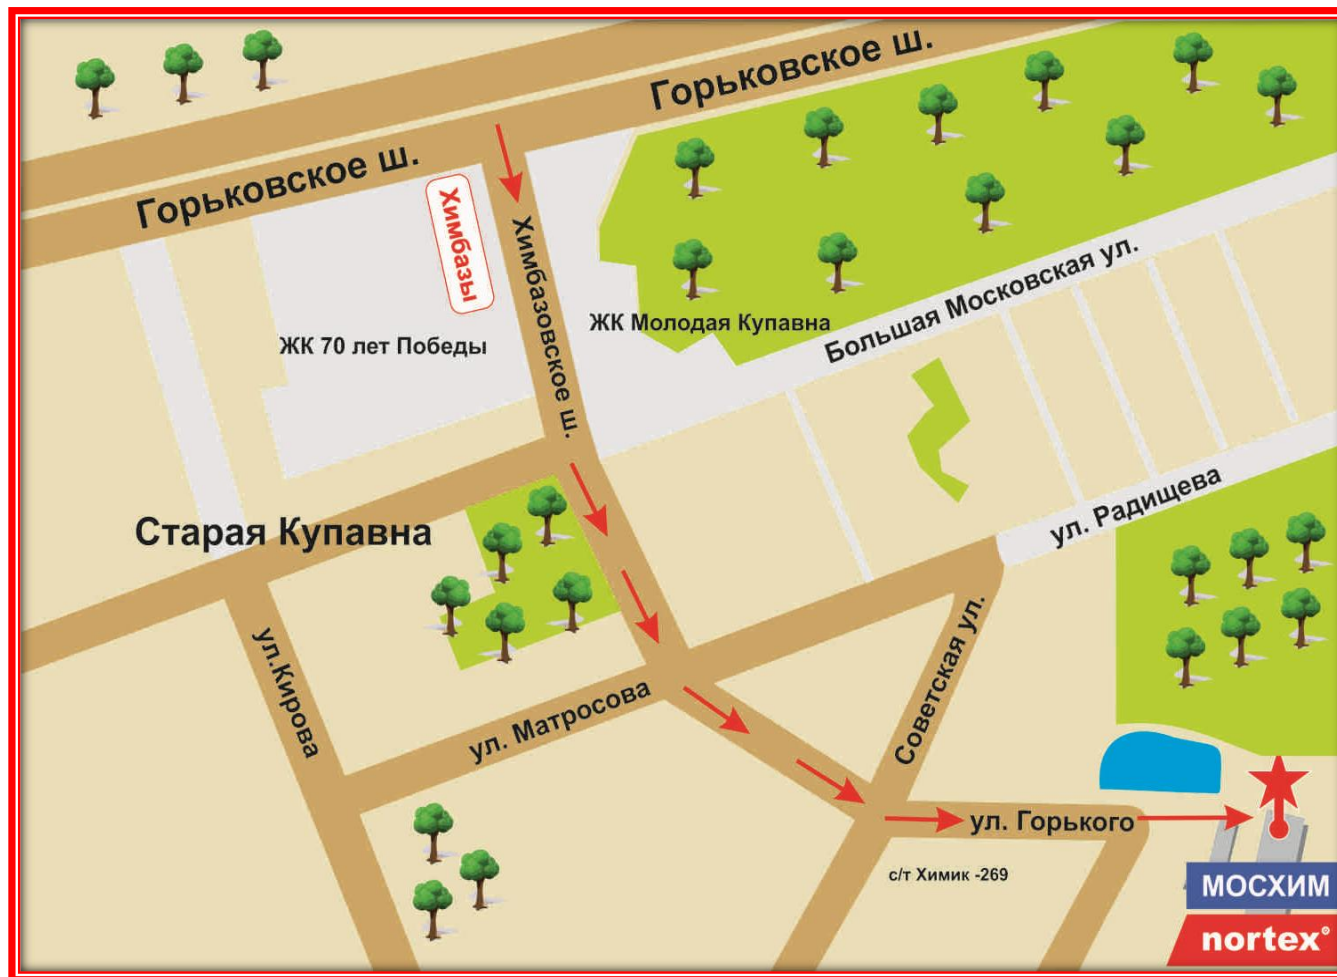 Горьковское ш.
Горьковское ш.
Химбазы
Химбазовское ш.
ЖК Молодая Купавна
Большая Московская ул.
ЖК 70 лет Победы
ул. Радищева
Старая Купавна
ул.Кирова
ул. Матросова
Советская ул.
ул. Горького
с/т Химик -269
МОСХИМ
nortex®